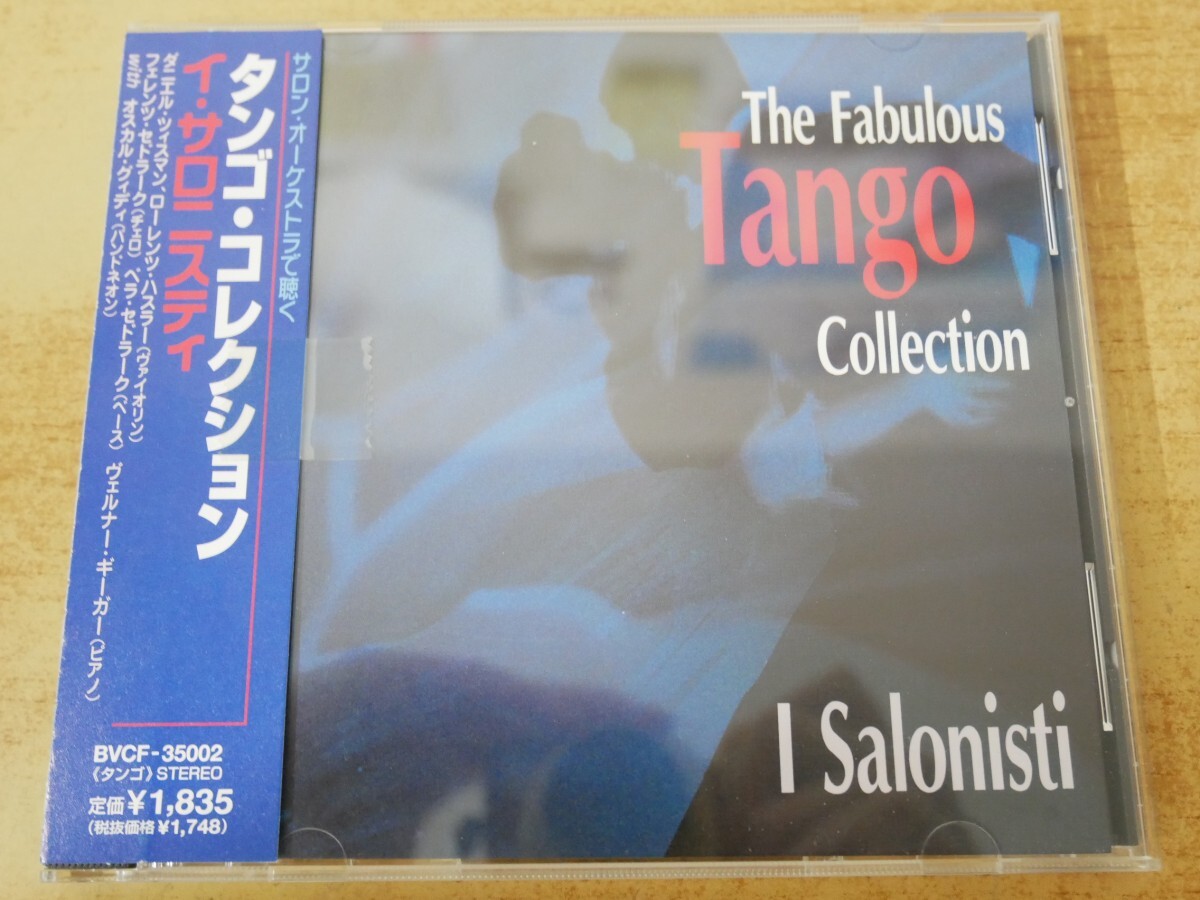 サロン・オーケストラで聴く
タンゴ・コレクション
イ・サロニスティ
ダニエル・ツィスマン、ローレンツ・ハスラー(ヴァイオリン)
フェレンツ・セドラーク(チェロ) ベラ・セドラーク(ベース) ヴェルナー・ギーガー(ピアノ)
with オスカル・グィディ(バンドネオン)
BVCF-35002
《タンゴ》STEREO
定価¥1,835
(税抜価格¥1,748)
The Fabulous
Tango
Collection
I Salonisti